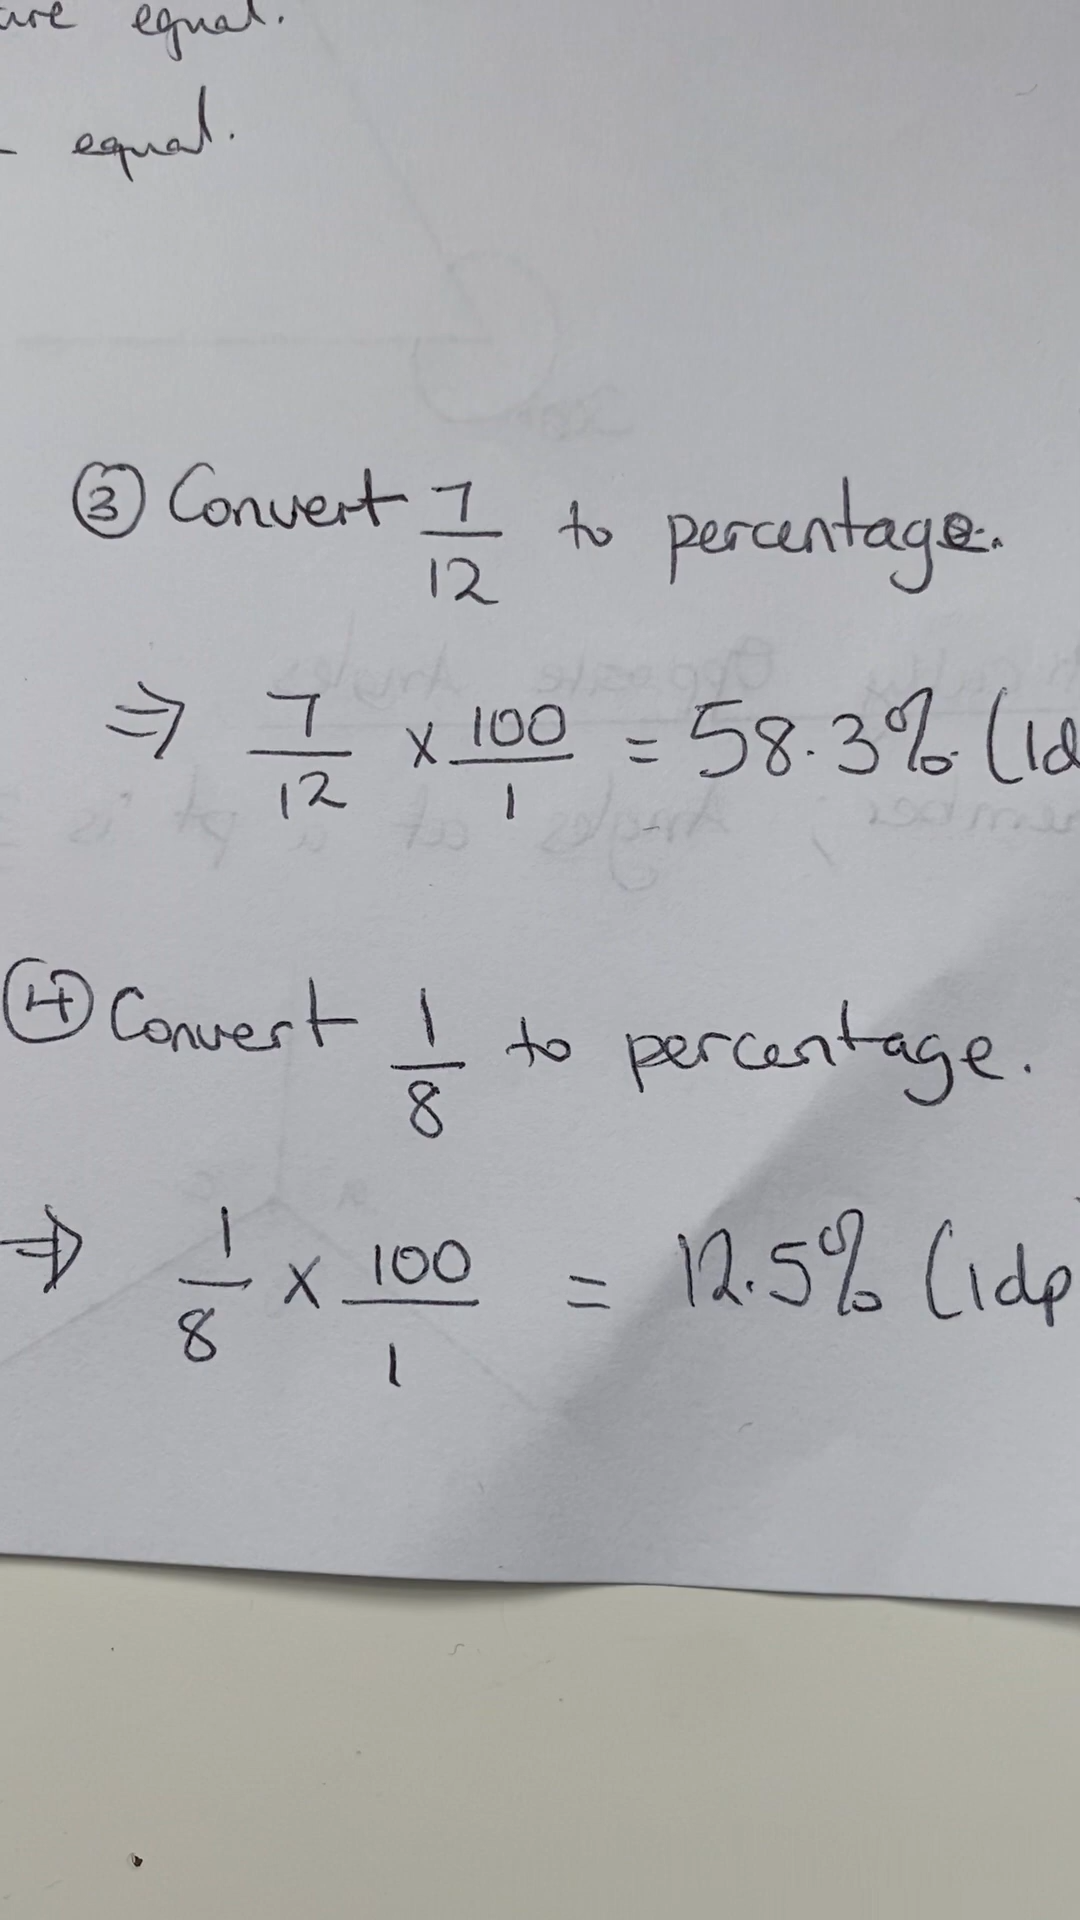 are equal.
equal.
③ Convert 7/12 to percentage.
⇒ 7/12 × 100/1 = 58.3% (1d
④ Convert 1/8 to percentage.
⇒ 1/8 × 100/1 = 12.5% (1dp